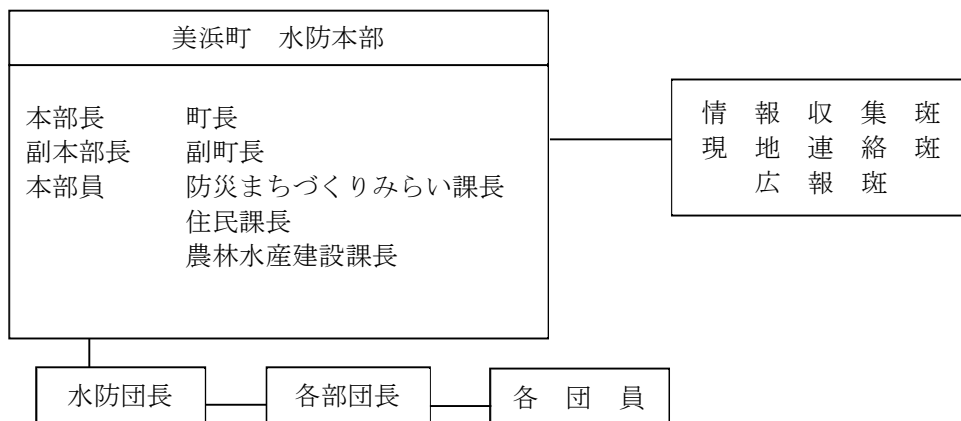 美浜町　水防本部
本部長　町長
副本部長　副町長
本部員　防災まちづくりみらい課長
住民課長
農林水産建設課長
情報収集斑
現地連絡斑
広報斑
水防団長
各部団長
各団員